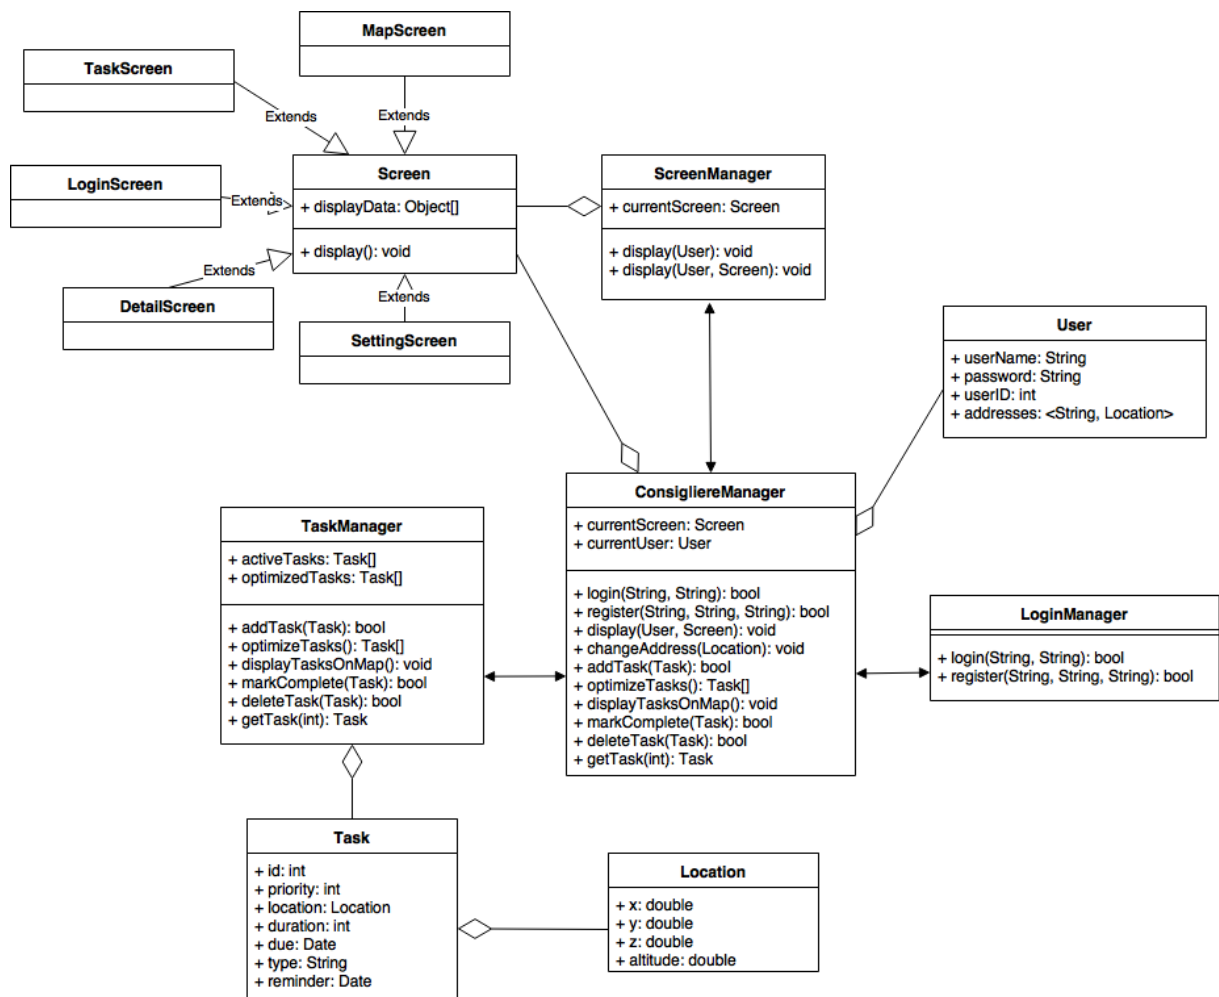 MapScreen
TaskScreen
Extends
Extends
LoginScreen
Extends
Screen
+ displayData: Object[]
+ display(): void
ScreenManager
+ currentScreen: Screen
+ display(User): void
+ display(User, Screen): void
Extends
DetailScreen
Extends
SettingScreen
User
+ userName: String
+ password: String
+ userID: int
+ addresses: <String, Location>
ConsigliereManager
+ currentScreen: Screen
+ currentUser: User
+ login(String, String): bool
+ register(String, String, String): bool
+ display(User, Screen): void
+ changeAddress(Location): void
+ addTask(Task): bool
+ optimizeTasks(): Task[]
+ displayTasksOnMap(): void
+ markComplete(Task): bool
+ deleteTask(Task): bool
+ getTask(int): Task
TaskManager
+ activeTasks: Task[]
+ optimizedTasks: Task[]
+ addTask(Task): bool
+ optimizeTasks(): Task[]
+ displayTasksOnMap(): void
+ markComplete(Task): bool
+ deleteTask(Task): bool
+ getTask(int): Task
LoginManager
+ login(String, String): bool
+ register(String, String, String): bool
Task
+ id: int
+ priority: int
+ location: Location
+ duration: int
+ due: Date
+ type: String
+ reminder: Date
Location
+ x: double
+ y: double
+ z: double
+ altitude: double